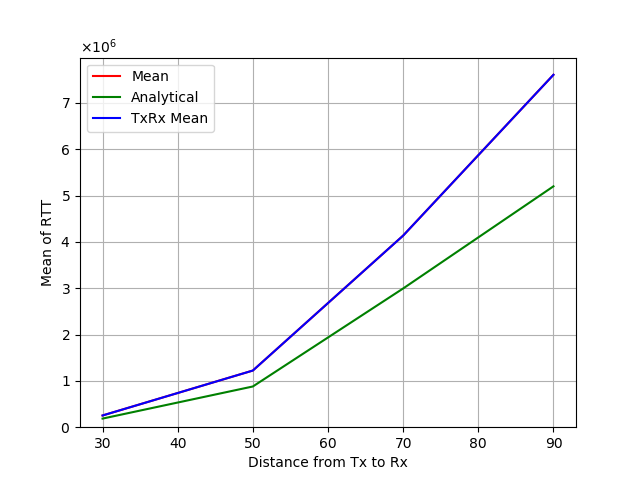 ×10⁶
Mean
Analytical
TxRx Mean
7
6
5
4
3
2
1
0
Mean of RTT
30 40 50 60 70 80 90
Distance from Tx to Rx